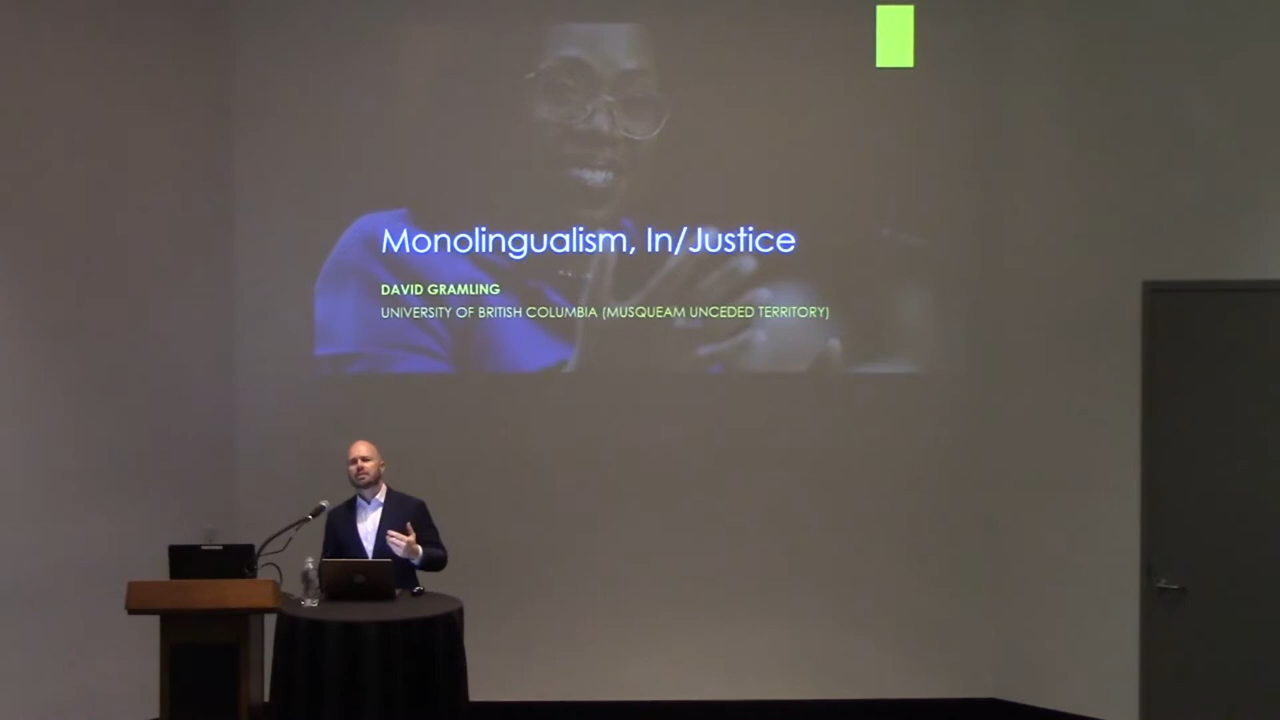 Monolingualism, In/Justice
DAVID GRAMLING
UNIVERSITY OF BRITISH COLUMBIA (MUSQUEAM UNCEDED TERRITORY)